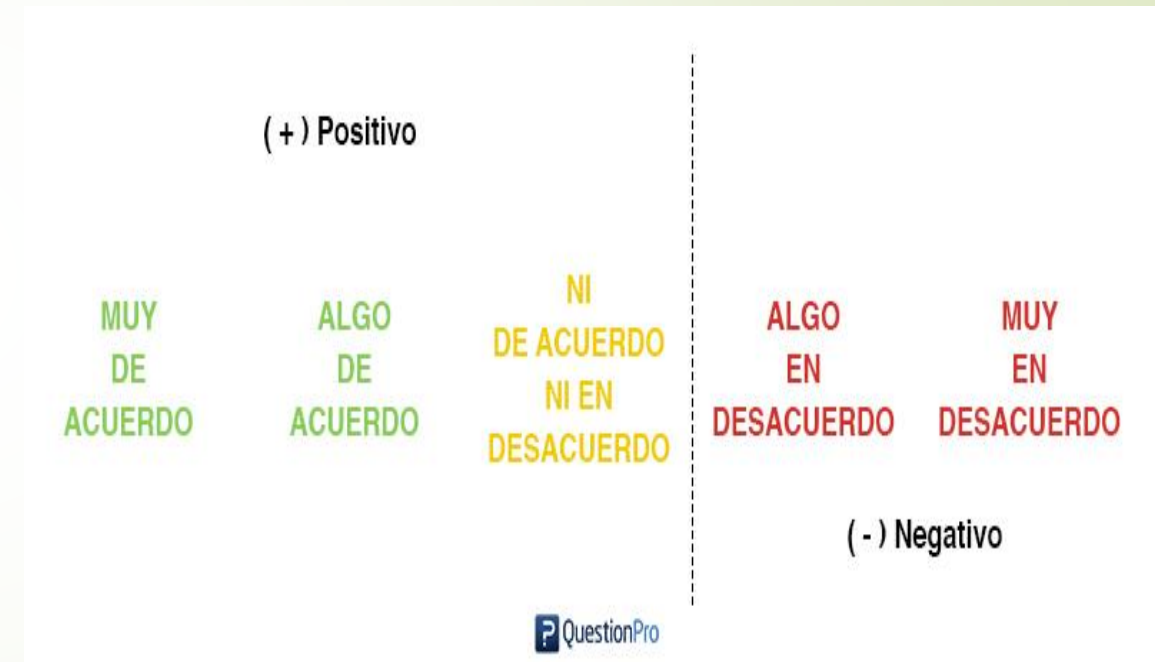 ( + ) Positivo
MUY
DE
ACUERDO
ALGO
DE
ACUERDO
NI
DE ACUERDO
NI EN
DESACUERDO
ALGO
EN
DESACUERDO
MUY
EN
DESACUERDO
( - ) Negativo
QuestionPro